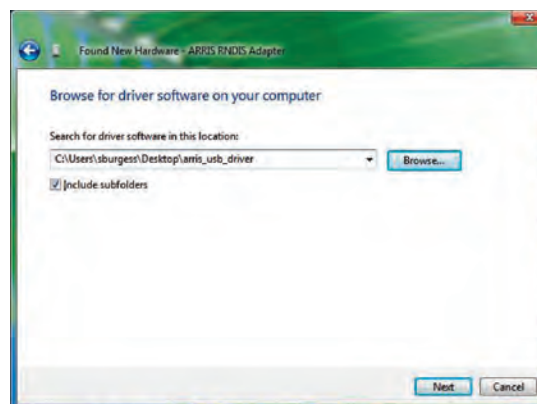 Found New Hardware - ARRIS RNDIS Adapter
Browse for driver software on your computer
Search for driver software in this location:
C:\Users\sburgess\Desktop\arris_usb_driver
Browse...
Include subfolders
Next
Cancel